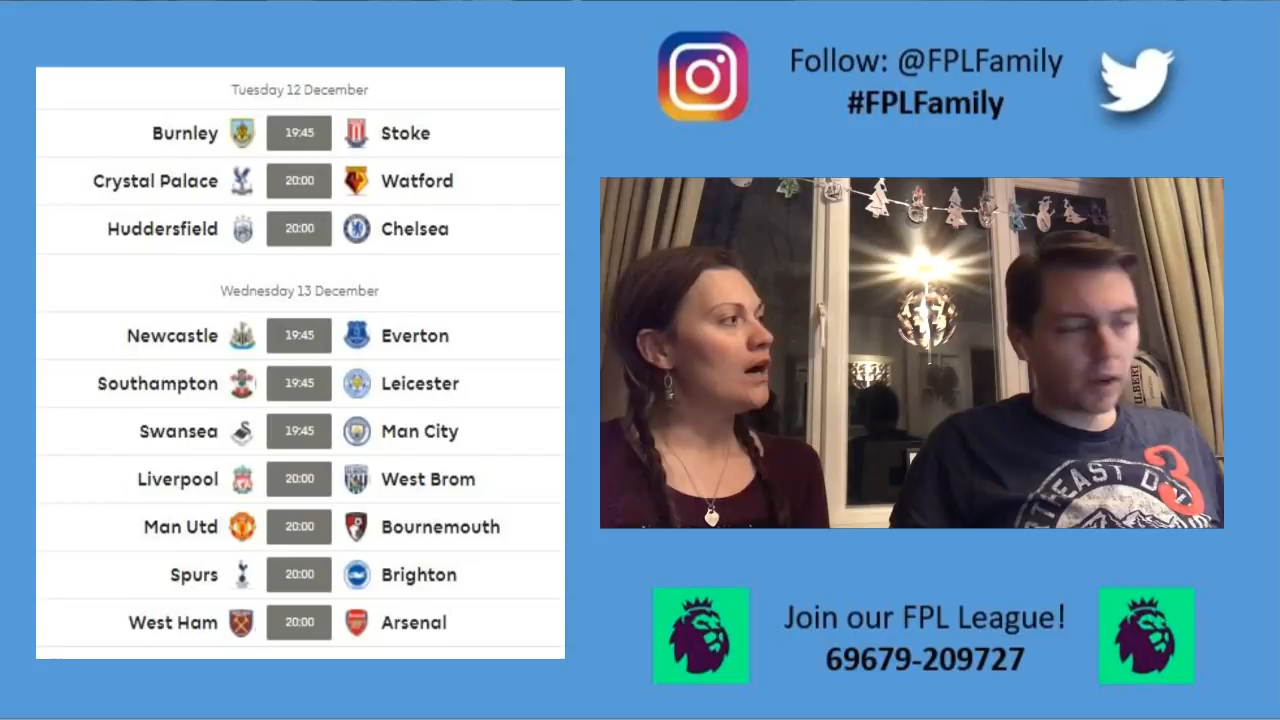 Tuesday 12 December
Burnley 19:45 Stoke
Crystal Palace 20:00 Watford
Huddersfield 20:00 Chelsea
Wednesday 13 December
Newcastle 19:45 Everton
Southampton 19:45 Leicester
Swansea 19:45 Man City
Liverpool 20:00 West Brom
Man Utd 20:00 Bournemouth
Spurs 20:00 Brighton
West Ham 20:00 Arsenal
Follow: @FPLFamily
#FPLFamily
Join our FPL League!
69679-209727